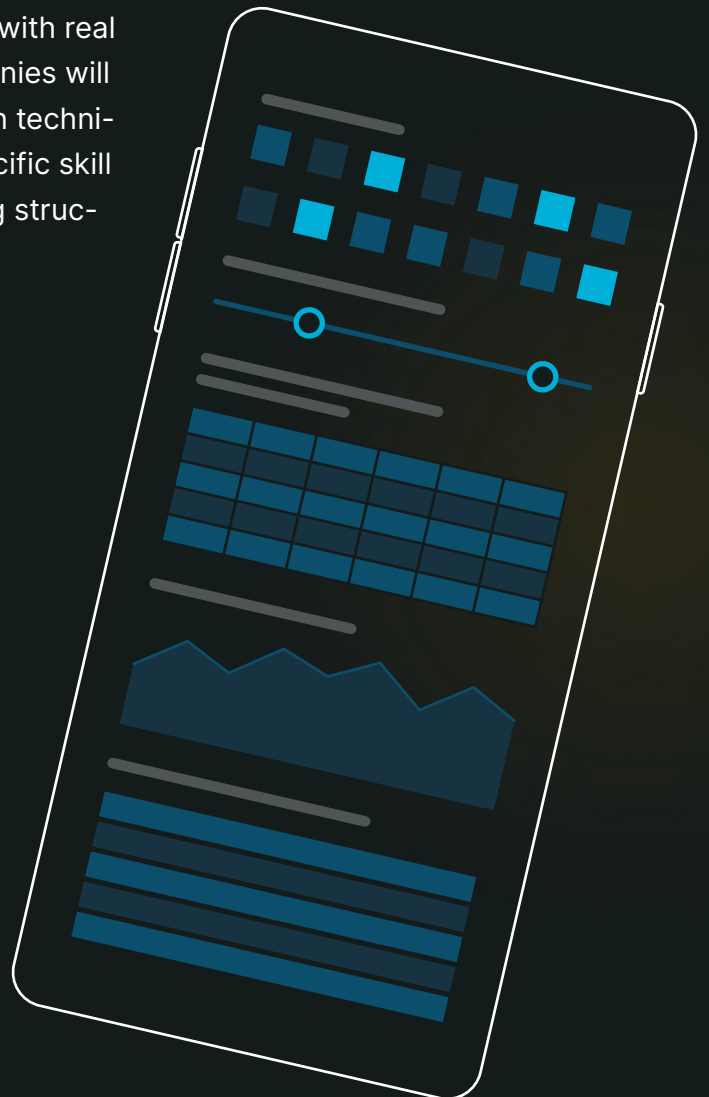 with real
nies will
techni-
cific skill
struc-